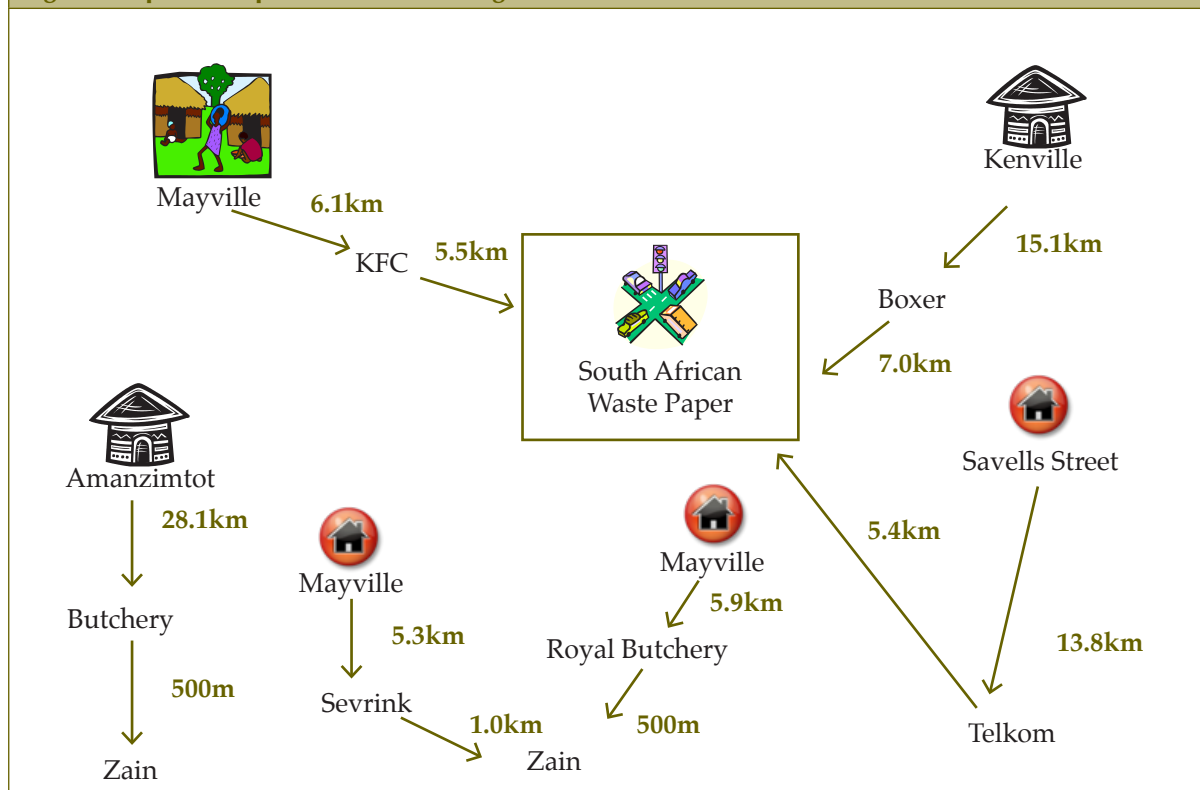 Mayville
6.1km
KFC
5.5km
South African
Waste Paper
Kenville
15.1km
Boxer
7.0km
Savells Street
13.8km
Telkom
5.4km
Amanzimtot
28.1km
Butchery
500m
Zain
Mayville
5.3km
Sevrink
1.0km
Mayville
5.9km
Royal Butchery
500m
Zain